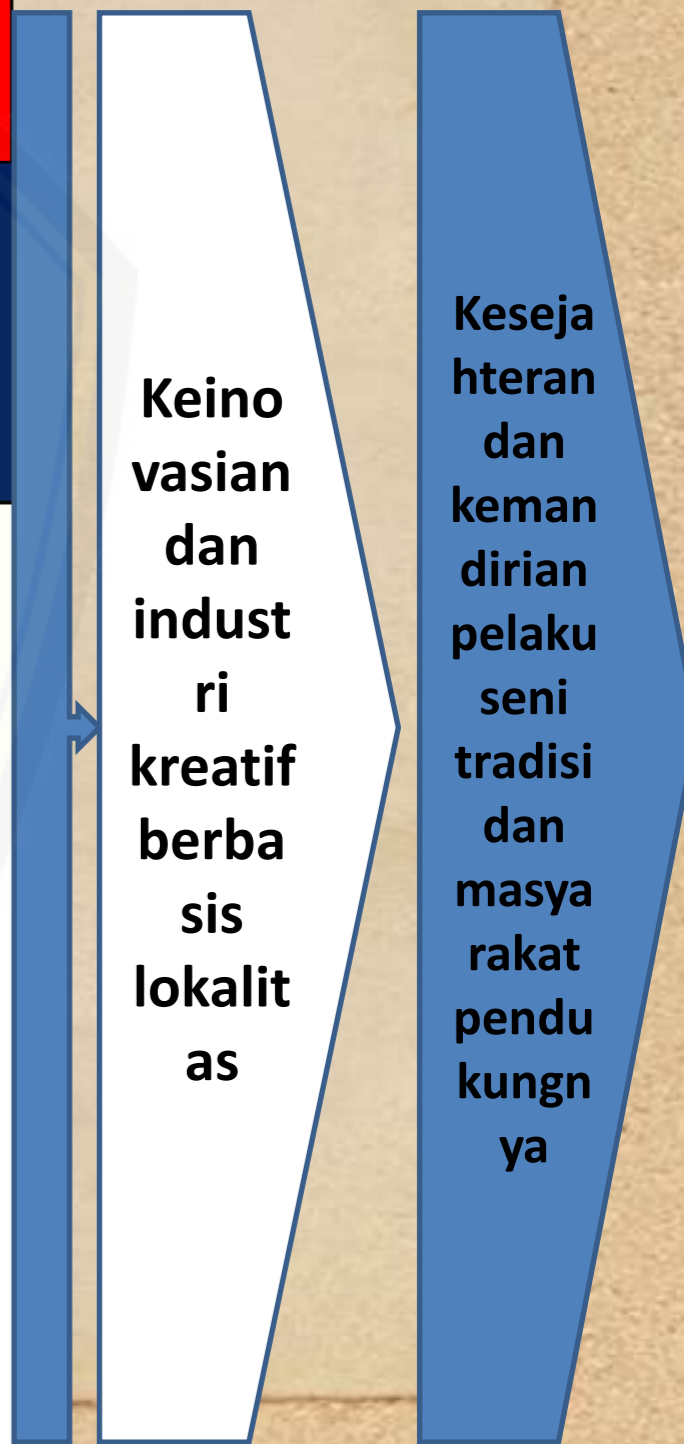 Keino
vasian
dan
indust
ri
kreatif
berba
sis
lokalit
as
Keseja
hteran
dan
keman
dirian
pelaku
seni
tradisi
dan
masya
rakat
pendu
kungn
ya